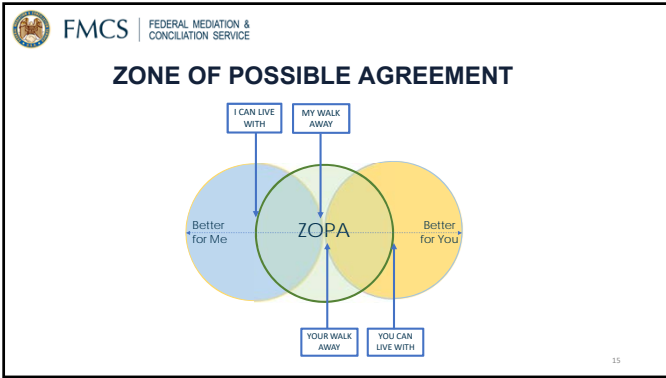 FMCS
FEDERAL MEDIATION &
CONCILIATION SERVICE
ZONE OF POSSIBLE AGREEMENT
I CAN LIVE
WITH
MY WALK
AWAY
Better
for Me
ZOPA
Better
for You
YOUR WALK
AWAY
YOU CAN
LIVE WITH
15